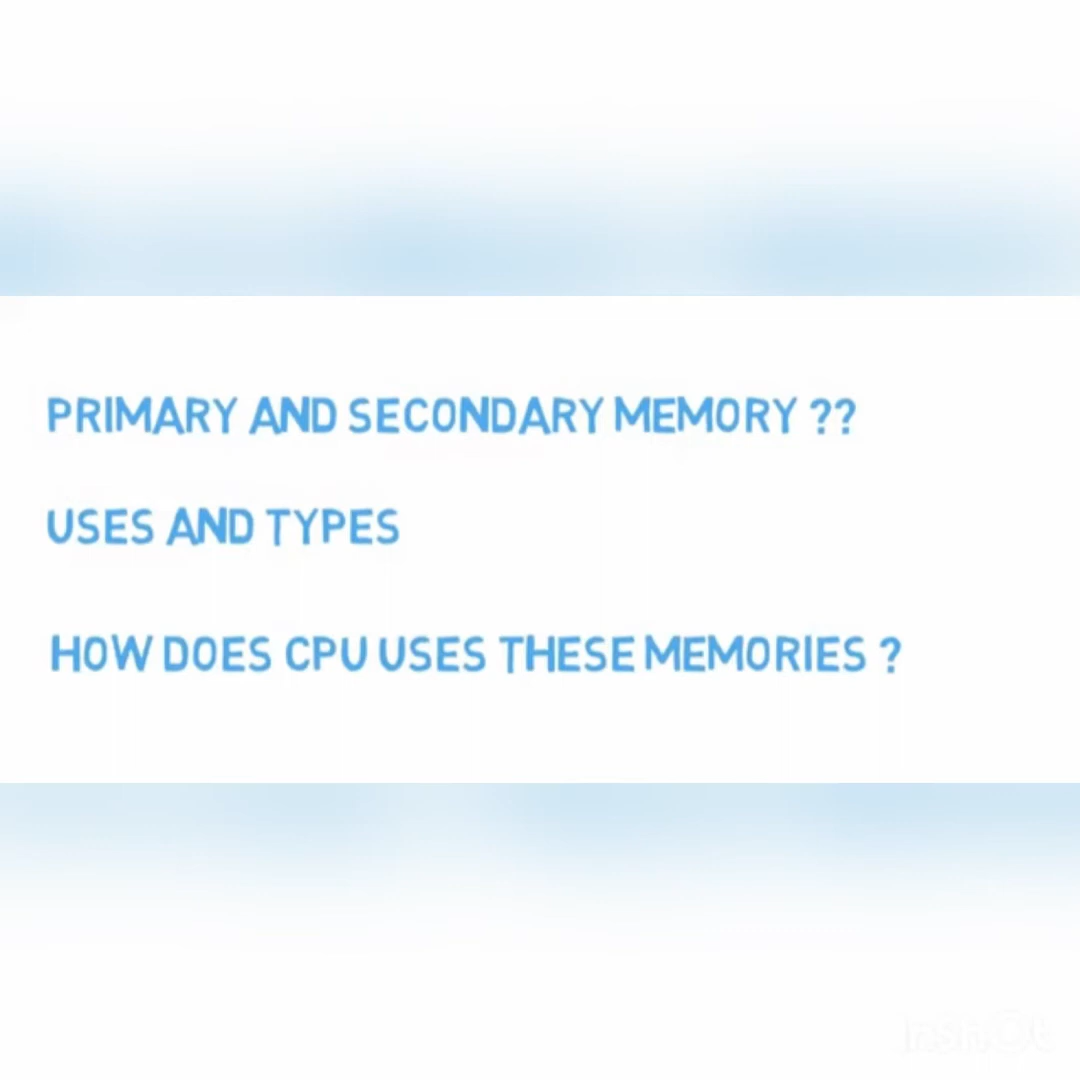 PRIMARY AND SECONDARY MEMORY ??
USES AND TYPES
HOW DOES CPU USES THESE MEMORIES ?